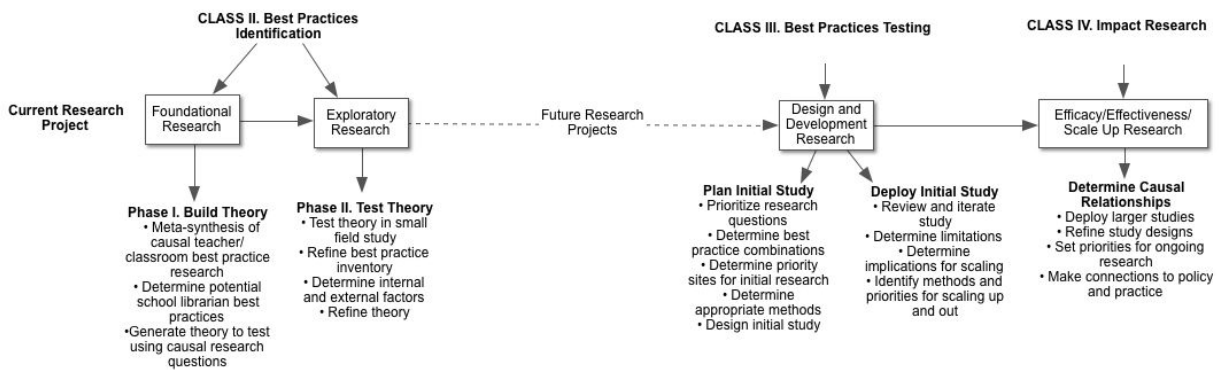 CLASS II. Best Practices
Identification
CLASS III. Best Practices Testing
CLASS IV. Impact Research
Current Research
Project
Foundational
Research
Exploratory
Research
Future Research
Projects
Design and
Development
Research
Efficacy/Effectiveness/
Scale Up Research
Phase I. Build Theory
• Meta-synthesis of
causal teacher/
classroom best practice
research
• Determine potential
school librarian best
practices
•Generate theory to test
using causal research
questions
Phase II. Test Theory
• Test theory in small
field study
• Refine best practice
inventory
• Determine internal
and external factors
• Refine theory
Plan Initial Study
• Prioritize research
questions
• Determine best
practice combinations
• Determine priority
sites for initial research
• Determine
appropriate methods
• Design initial study
Deploy Initial Study
• Review and iterate
study
• Determine limitations
• Determine
implications for scaling
• Identify methods and
priorities for scaling up
and out
Determine Causal
Relationships
• Deploy larger studies
• Refine study designs
• Set priorities for ongoing
research
• Make connections to policy
and practice